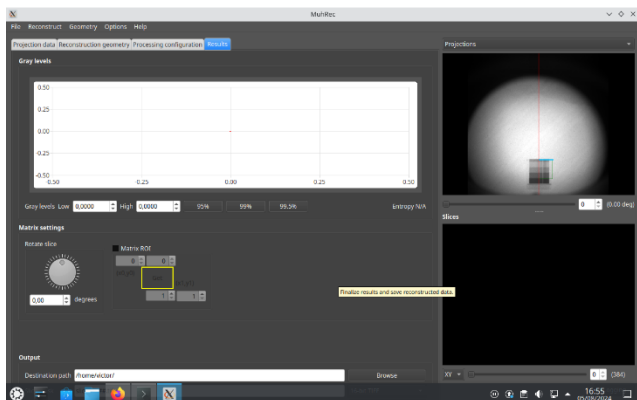 MuhRec
File Reconstruct Geometry Options Help
Projection data Reconstruction geometry Processing configuration Results
Projections
Gray levels
0.50
0.25
0.00
-0.25
-0.50
-0.50 -0.25 0.00 0.25 0.50
Gray levels Low 0,0000 High 0,0000 95% 99% 99.5% Entropy N/A
0 (0.00 deg)
Slices
Matrix settings
Rotate slice
Matrix ROI
0 0
1 1
0,00 degrees
Finalize results and save reconstructed data.
Output
Destination path /home/victor/ Browse
XY 0 (384)
16:55
05/08/2024